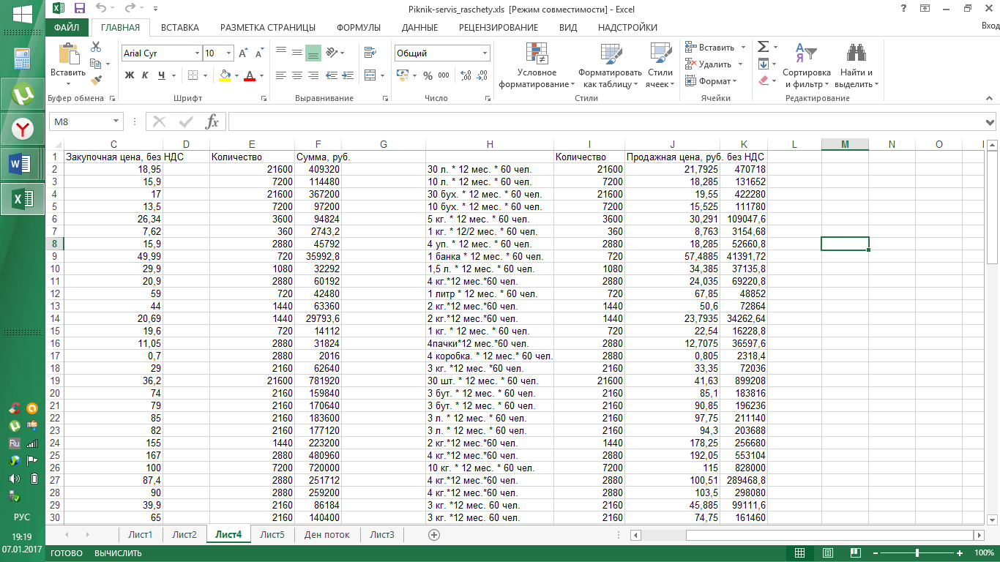 Piknik-servis_raschety.xls [Режим совместимости] - Excel
ФАЙЛ ГЛАВНАЯ ВСТАВКА РАЗМЕТКА СТРАНИЦЫ ФОРМУЛЫ ДАННЫЕ РЕЦЕНЗИРОВАНИЕ ВИД НАДСТРОЙКИ Вход
Вставить
Буфер обмена
Arial Cyr 10
Ж К Ч
Шрифт
Выравнивание
Общий
% 000
Число
Условное форматирование
Форматировать как таблицу
Стили ячеек
Стили
Вставить
Удалить
Формат
Ячейки
Сортировка и фильтр
Найти и выделить
Редактирование
M8 fx
C D E F G H I J K L M N O
1 Закупочная цена, без НДС Количество Сумма, руб. Количество Продажная цена, руб. без НДС
2 18,95 21600 409320 30 л. * 12 мес. * 60 чел. 21600 21,7925 470718
3 15,9 7200 114480 10 л. * 12 мес. * 60 чел. 7200 18,285 131652
4 17 21600 367200 30 бух. * 12 мес. * 60 чел. 21600 19,55 422280
5 13,5 7200 97200 10 бух. * 12 мес. * 60 чел. 7200 15,525 111780
6 26,34 3600 94824 5 кг. * 12 мес. * 60 чел. 3600 30,291 109047,6
7 7,62 360 2743,2 1 кг. * 12/2 мес. * 60 чел. 360 8,763 3154,68
8 15,9 2880 45792 4 уп. * 12 мес. * 60 чел. 2880 18,285 52660,8
9 49,99 720 35992,8 1 банка * 12 мес. * 60 чел. 720 57,4885 41391,72
10 29,9 1080 32292 1,5 л. * 12 мес. * 60 чел. 1080 34,385 37135,8
11 20,9 2880 60192 4 кг.*12 мес.*60 чел. 2880 24,035 69220,8
12 59 720 42480 1 литр * 12 мес. * 60 чел. 720 67,85 48852
13 44 1440 63360 2 кг.*12 мес.*60 чел. 1440 50,6 72864
14 20,69 1440 29793,6 2 кг.*12 мес.*60 чел. 1440 23,7935 34262,64
15 19,6 720 14112 1 кг. * 12 мес. * 60 чел. 720 22,54 16228,8
16 11,05 2880 31824 4пачки*12 мес.*60 чел. 2880 12,7075 36597,6
17 0,7 2880 2016 4 коробка. * 12 мес.* 60 чел. 2880 0,805 2318,4
18 29 2160 62640 3 кг. *12 мес. *60 чел. 2160 33,35 72036
19 36,2 21600 781920 30 шт. * 12 мес. * 60 чел. 21600 41,63 899208
20 74 2160 159840 3 бут. * 12 мес. * 60 чел. 2160 85,1 183816
21 79 2160 170640 3 бут. * 12 мес. * 60 чел. 2160 90,85 196236
22 85 2160 183600 3 л. * 12 мес. * 60 чел. 2160 97,75 211140
23 82 2160 177120 3 л. * 12 мес. * 60 чел. 2160 94,3 203688
24 155 1440 223200 2 кг.*12 мес.*60 чел. 1440 178,25 256680
25 167 2880 480960 4 кг.*12 мес.*60 чел. 2880 192,05 553104
26 100 7200 720000 10 кг. * 12 мес. * 60 чел. 7200 115 828000
27 87,4 2880 251712 4 кг.*12 мес.*60 чел. 2880 100,51 289468,8
28 90 2880 259200 4 кг.*12 мес.*60 чел. 2880 103,5 298080
29 39,9 2160 86184 3 кг. *12 мес. 60 чел. 2160 45,885 99111,6
30 65 2160 140400 3 кг. *12 мес. 60 чел. 2160 74,75 161460
Лист1 Лист2 Лист4 Лист5 Ден поток Лист3
ГОТОВО ВЫЧИСЛИТЬ 100%
Ru
РУС
19:19
07.01.2017